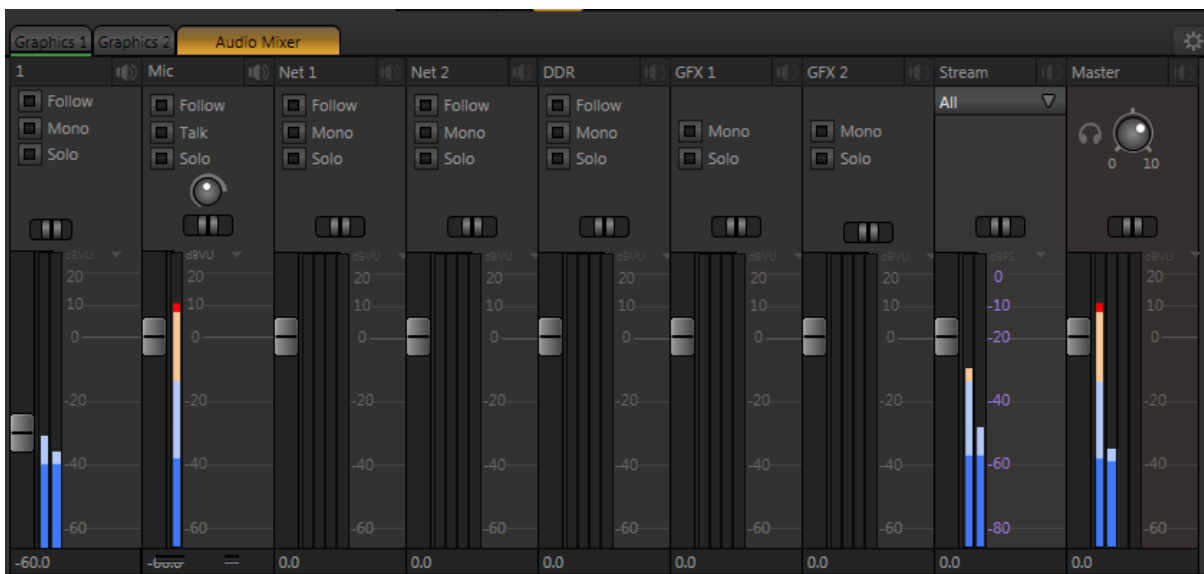 Graphics 1 Graphics 2 Audio Mixer
1 Mic Net 1 Net 2 DDR GFX 1 GFX 2 Stream Master
Follow Follow Follow Follow Follow All
Mono Talk Mono Mono Mono Mono Mono
Solo Solo Solo Solo Solo Solo Solo
0 10
dBVU dBVU dBVU dBVU dBVU dBVU dBVU dBFS dBVU
20 20 20 20 20 20 20 0 20
10 10 10 10 10 10 10 -10 10
0 0 0 0 0 0 0 -20 0
-20 -20 -20 -20 -20 -20 -20 -40 -20
-40 -40 -40 -40 -40 -40 -40 -60 -40
-60 -60 -60 -60 -60 -60 -60 -80 -60
-60.0 0.0 0.0 0.0 0.0 0.0 0.0 0.0